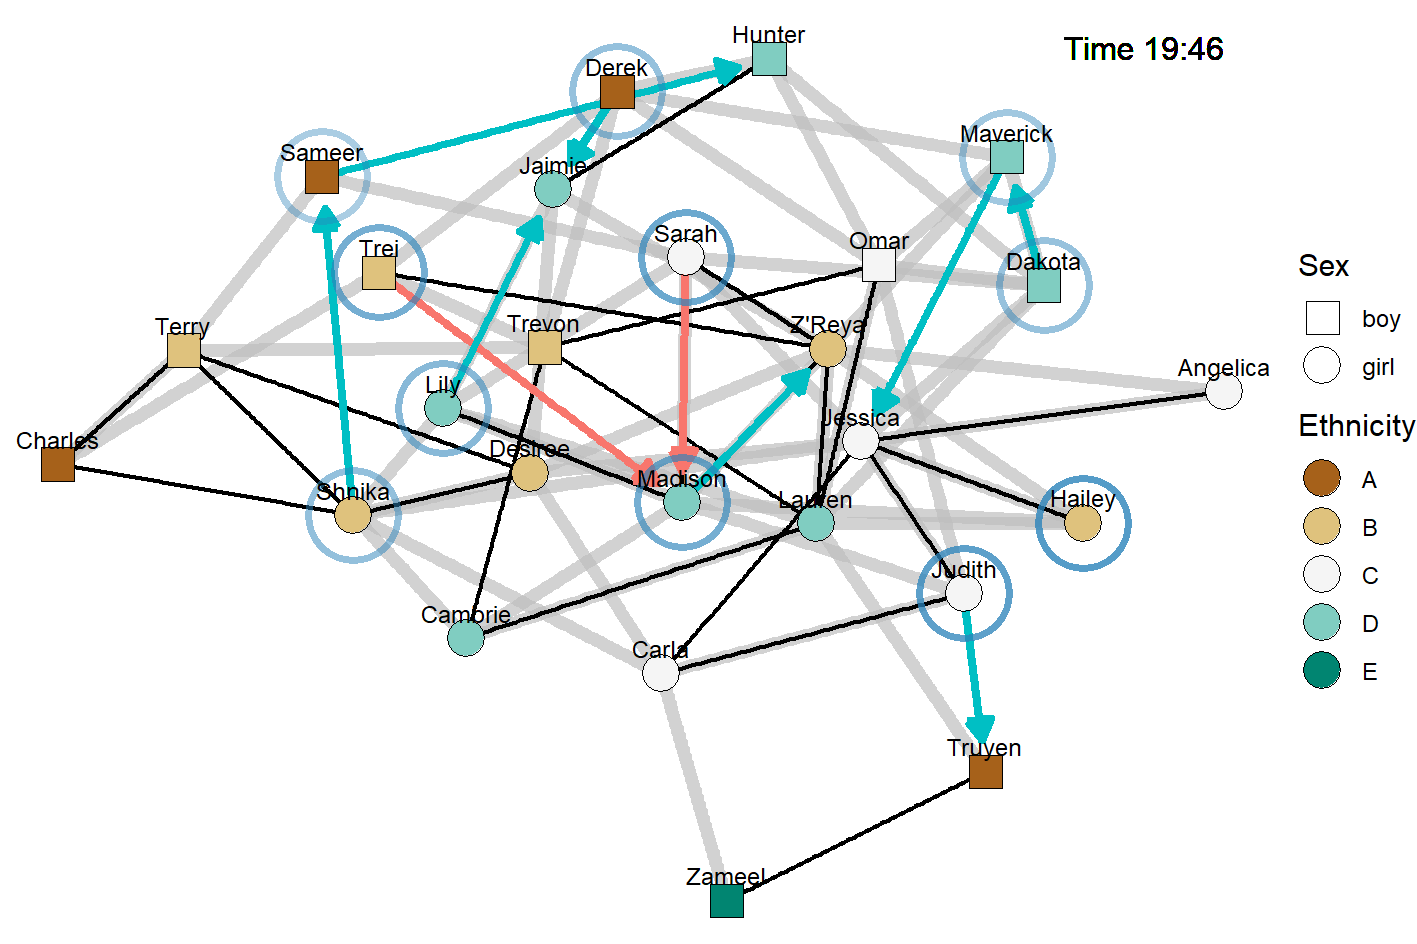 Hunter
Time 19:46
Derek
Maverick
Sameer
Jaimie
Sarah
Omar
Trei
Dakota
Sex
boy
girl
Terry
Trevon
Z'Reya
Angelica
Lily
Jessica
Ethnicity
Charles
Desiree
Madison
A
Shnika
Lauren
Hailey
B
Judith
C
Camorie
D
Carla
E
Truyen
Zameel